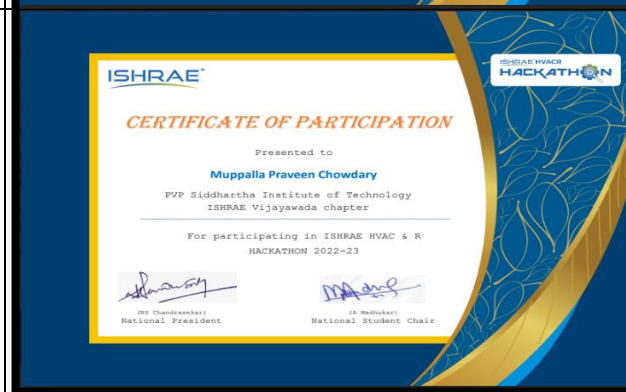 ISHRAE
ISHRAE HVACR
HACKATHON
CERTIFICATE OF PARTICIPATION
Presented to
Muppalla Praveen Chowdary
PVP Siddhartha Institute of Technology
ISHRAE Vijayawada chapter
For participating in ISHRAE HVAC & R
HACKATHON 2022-23
(NS Chandrasekar)
National President
(A Madhukar)
National Student Chair